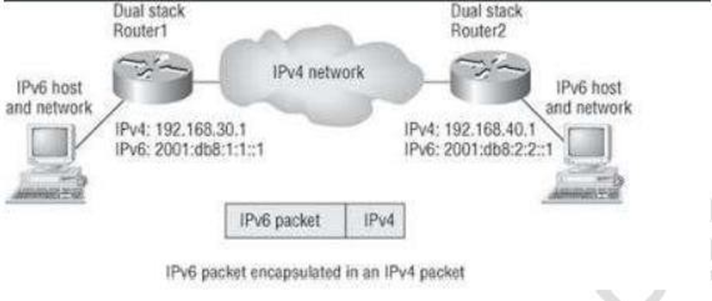 Dual stack
Router1
Dual stack
Router2
IPv4 network
IPv6 host
and network
IPv6 host
and network
IPv4: 192.168.30.1
IPv6: 2001:db8:1:1::1
IPv4: 192.168.40.1
IPv6: 2001:db8:2:2::1
IPv6 packet
IPv4
IPv6 packet encapsulated in an IPv4 packet